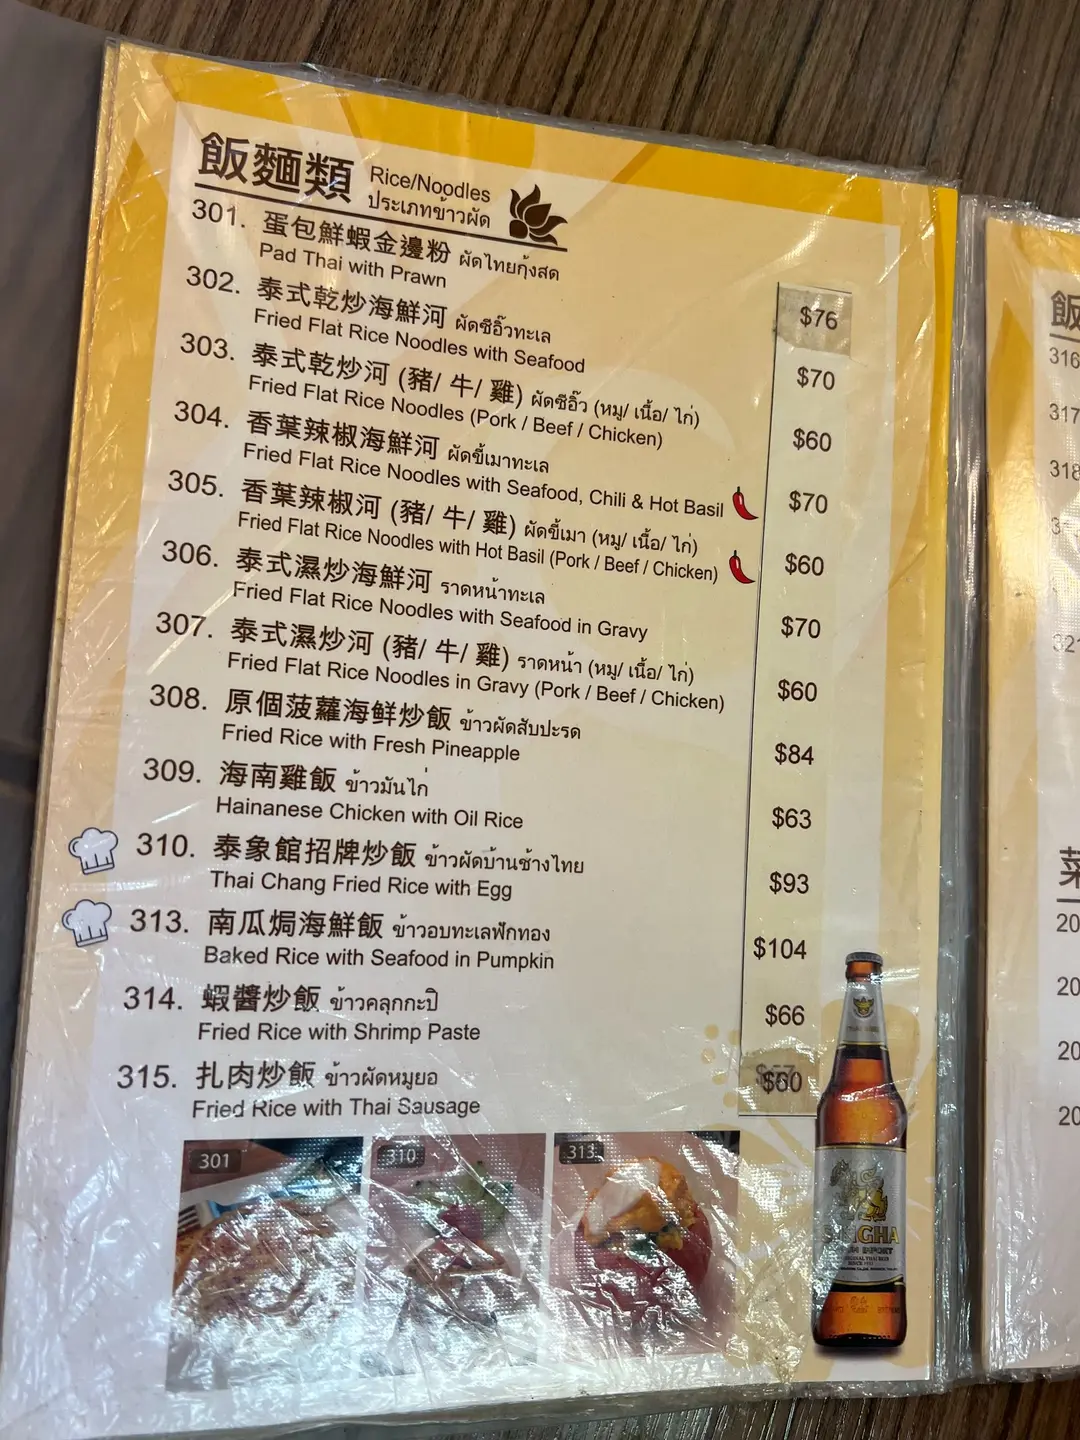 飯麵類 Rice/Noodles
ประเภทข้าวผัด
301. 蛋包鮮蝦金邊粉 ผัดไทยกุ้งสด
Pad Thai with Prawn $76
302. 泰式乾炒海鮮河 ผัดซีอิ๊วทะเล
Fried Flat Rice Noodles with Seafood $70
303. 泰式乾炒河 (豬/ 牛/ 雞) ผัดซีอิ๊ว (หมู/ เนื้อ/ ไก่)
Fried Flat Rice Noodles (Pork / Beef / Chicken) $60
304. 香葉辣椒海鮮河 ผัดขี้เมาทะเล
Fried Flat Rice Noodles with Seafood, Chili & Hot Basil $70
305. 香葉辣椒河 (豬/ 牛/ 雞) ผัดขี้เมา (หมู/ เนื้อ/ ไก่)
Fried Flat Rice Noodles with Hot Basil (Pork / Beef / Chicken) $60
306. 泰式濕炒海鮮河 ราดหน้าทะเล
Fried Flat Rice Noodles with Seafood in Gravy $70
307. 泰式濕炒河 (豬/ 牛/ 雞) ราดหน้า (หมู/ เนื้อ/ ไก่)
Fried Flat Rice Noodles in Gravy (Pork / Beef / Chicken) $60
308. 原個菠蘿海鲜炒飯 ข้าวผัดสับปะรด
Fried Rice with Fresh Pineapple $84
309. 海南雞飯 ข้าวมันไก่
Hainanese Chicken with Oil Rice $63
310. 泰象館招牌炒飯 ข้าวผัดบ้านช้างไทย
Thai Chang Fried Rice with Egg $93
313. 南瓜焗海鮮飯 ข้าวอบทะเลฟักทอง
Baked Rice with Seafood in Pumpkin $104
314. 蝦醬炒飯 ข้าวคลุกกะปิ
Fried Rice with Shrimp Paste $66
315. 扎肉炒飯 ข้าวผัดหมูยอ
Fried Rice with Thai Sausage $60
301
310
313
SINGHA
飯
316
317
318
菜
20
20
20
20